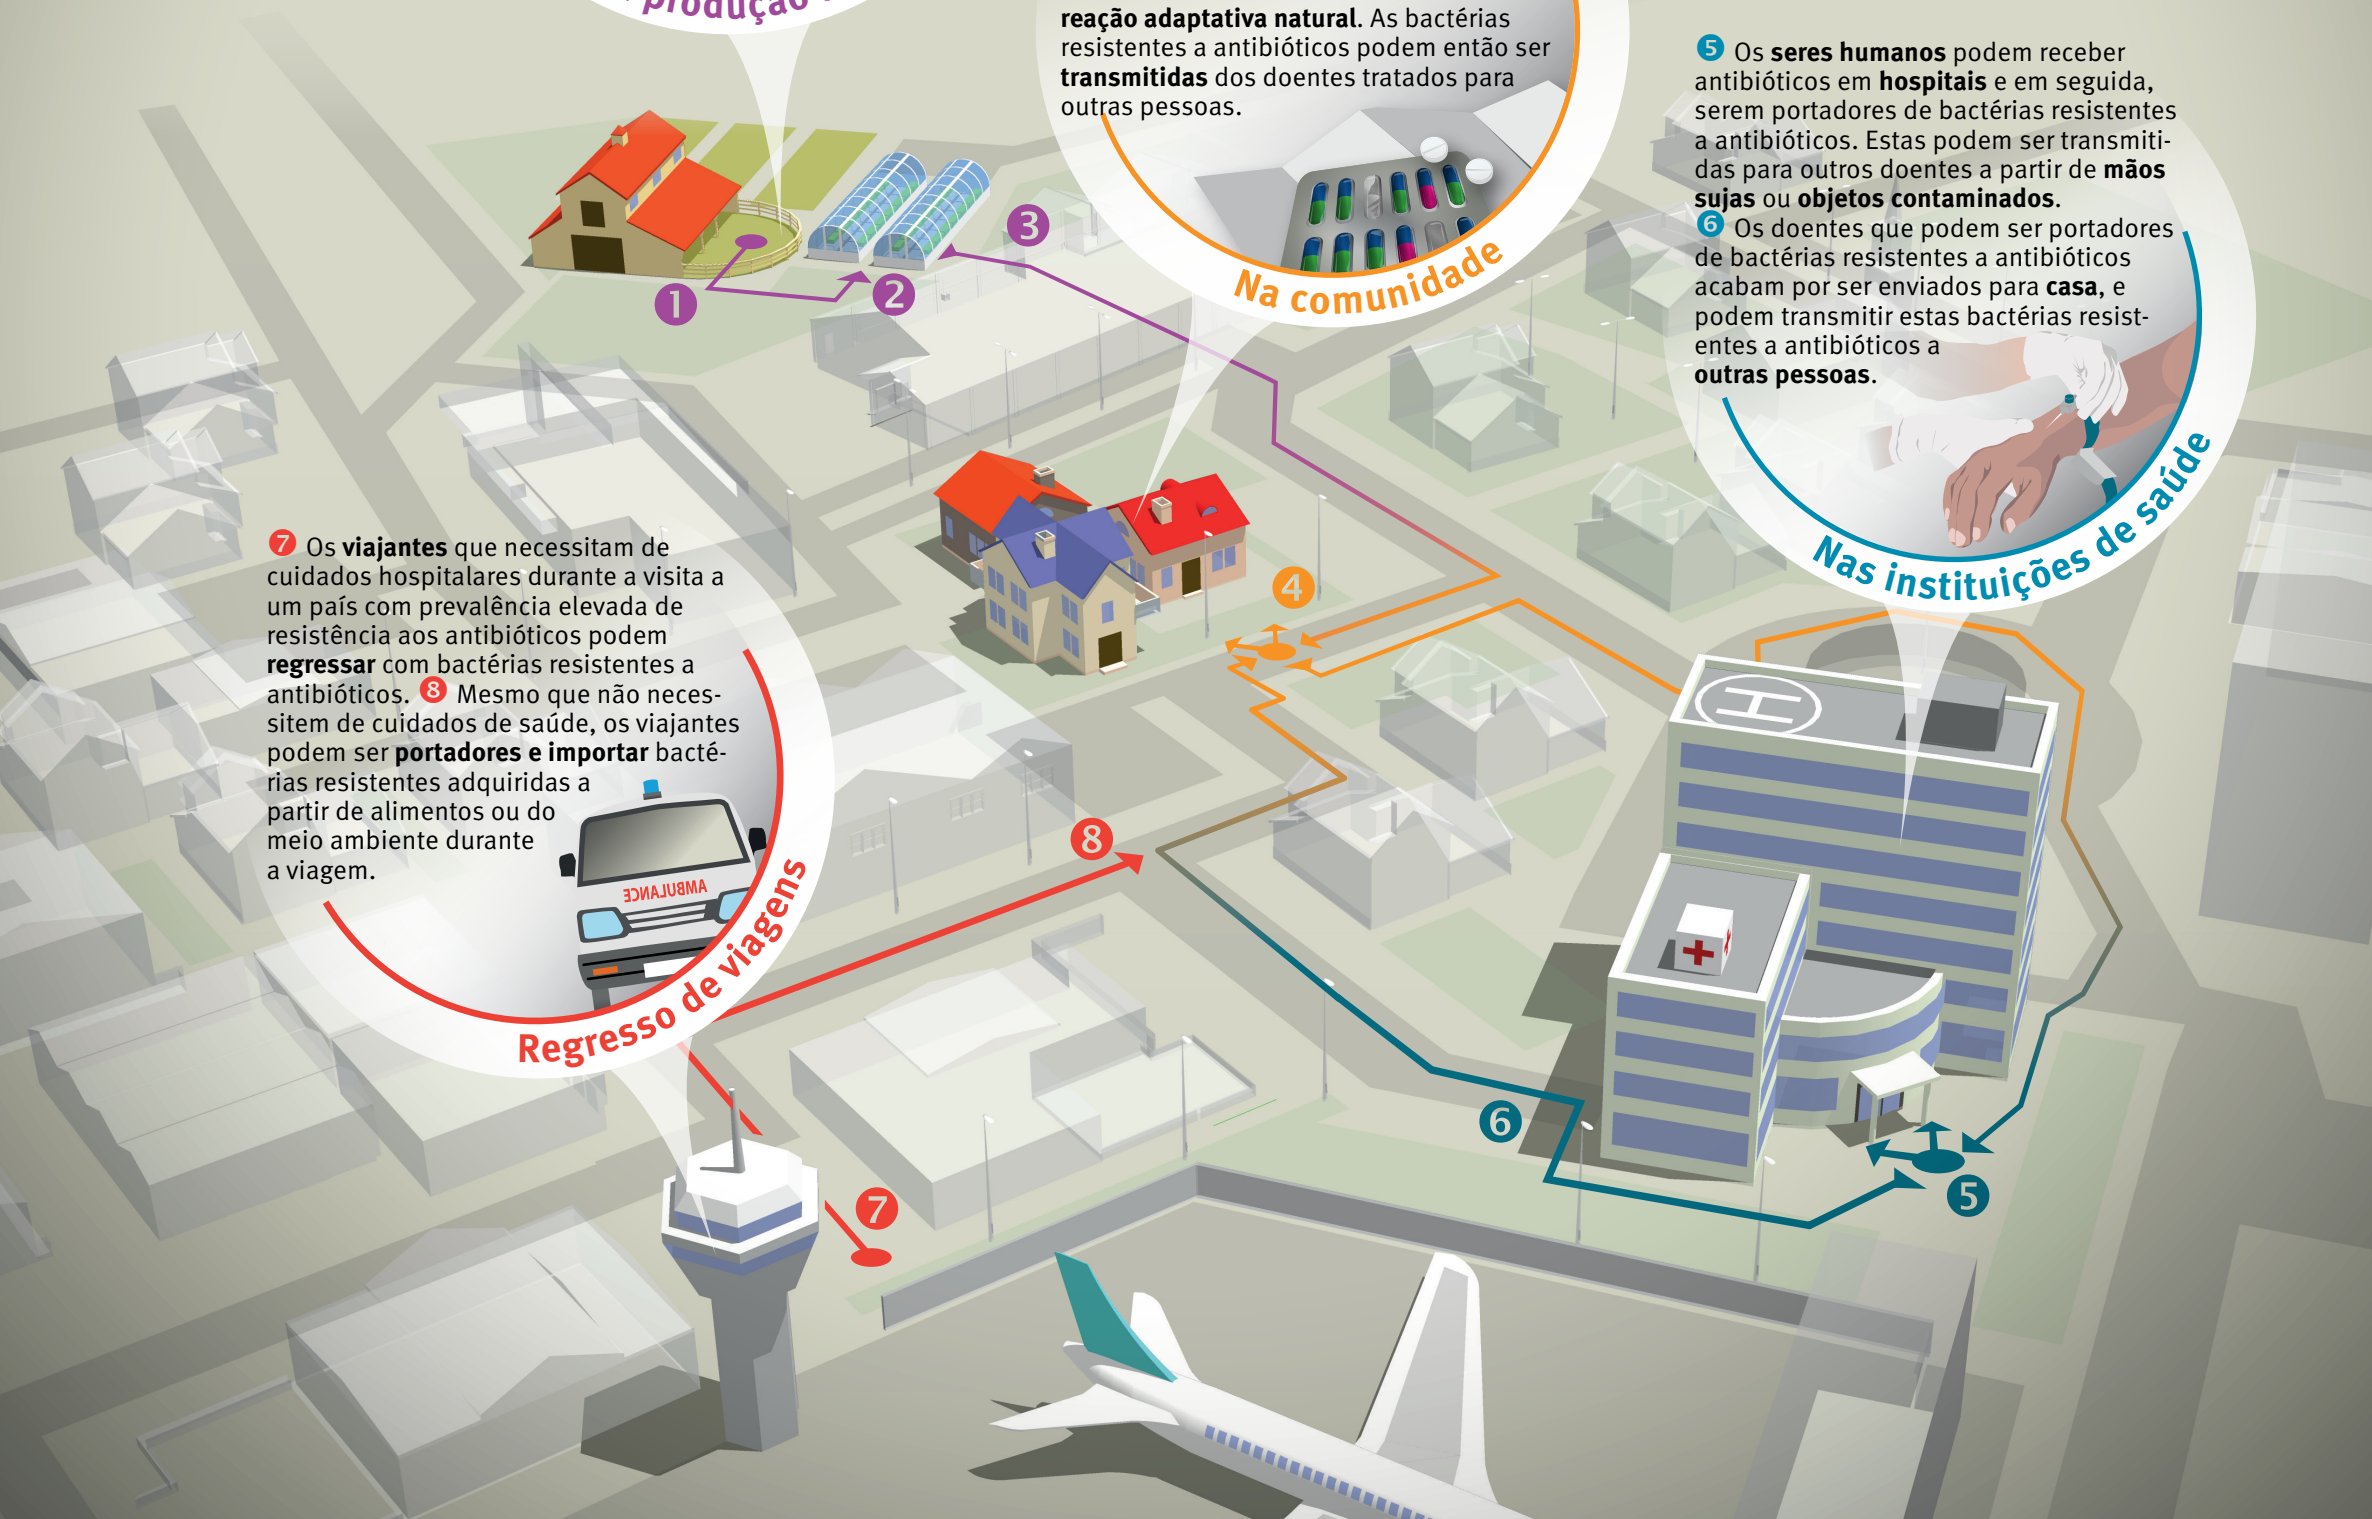 produção
reação adaptativa natural. As bactérias
resistentes a antibióticos podem então ser
transmitidas dos doentes tratados para
outras pessoas.
Na comunidade
5 Os seres humanos podem receber
antibióticos em hospitais e em seguida,
serem portadores de bactérias resistentes
a antibióticos. Estas podem ser transmiti-
das para outros doentes a partir de mãos
sujas ou objetos contaminados.
6 Os doentes que podem ser portadores
de bactérias resistentes a antibióticos
acabam por ser enviados para casa, e
podem transmitir estas bactérias resist-
entes a antibióticos a
outras pessoas.
Nas instituições de saúde
1
2
3
4
7 Os viajantes que necessitam de
cuidados hospitalares durante a visita a
um país com prevalência elevada de
resistência aos antibióticos podem
regressar com bactérias resistentes a
antibióticos. 8 Mesmo que não neces-
sitem de cuidados de saúde, os viajantes
podem ser portadores e importar bacté-
rias resistentes adquiridas a
partir de alimentos ou do
meio ambiente durante
a viagem.
AMBULANCE
Regresso de viagens
8
H
6
5
7